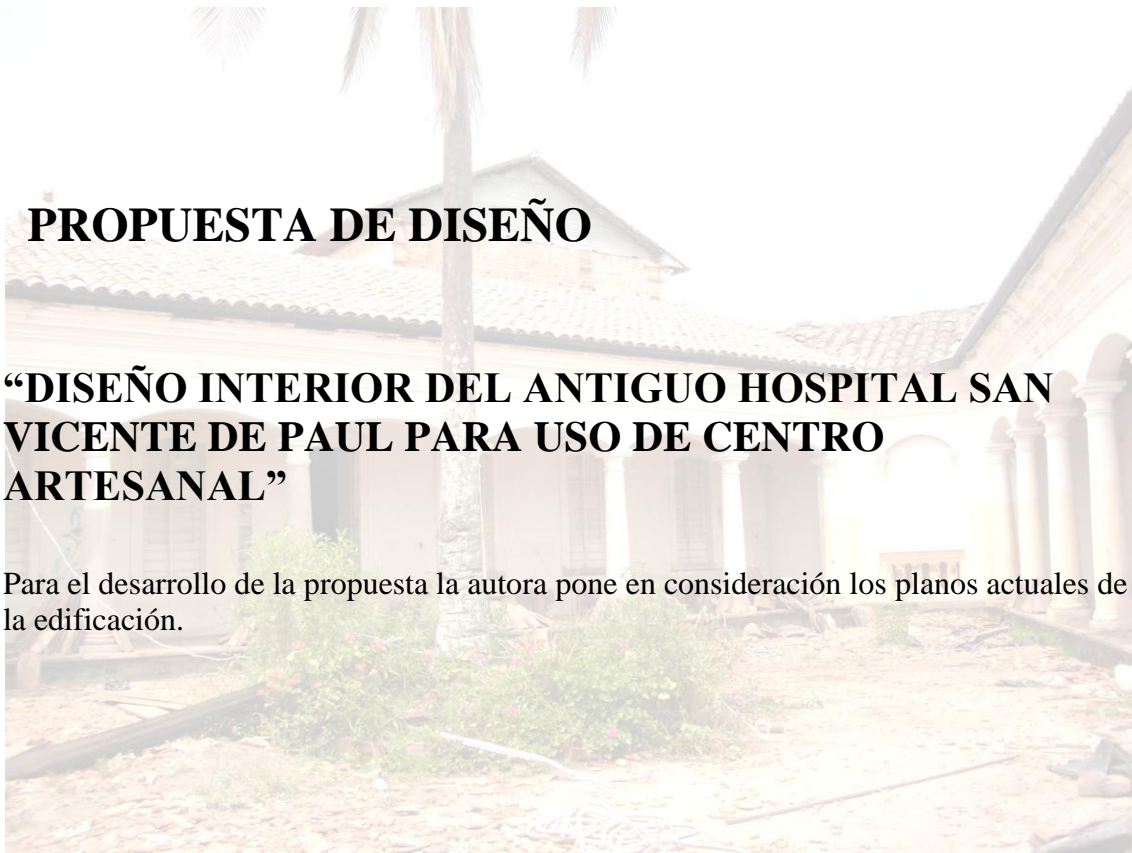 PROPUESTA DE DISEÑO
“DISEÑO INTERIOR DEL ANTIGUO HOSPITAL SAN
VICENTE DE PAUL PARA USO DE CENTRO
ARTESANAL”
Para el desarrollo de la propuesta la autora pone en consideración los planos actuales de
la edificación.